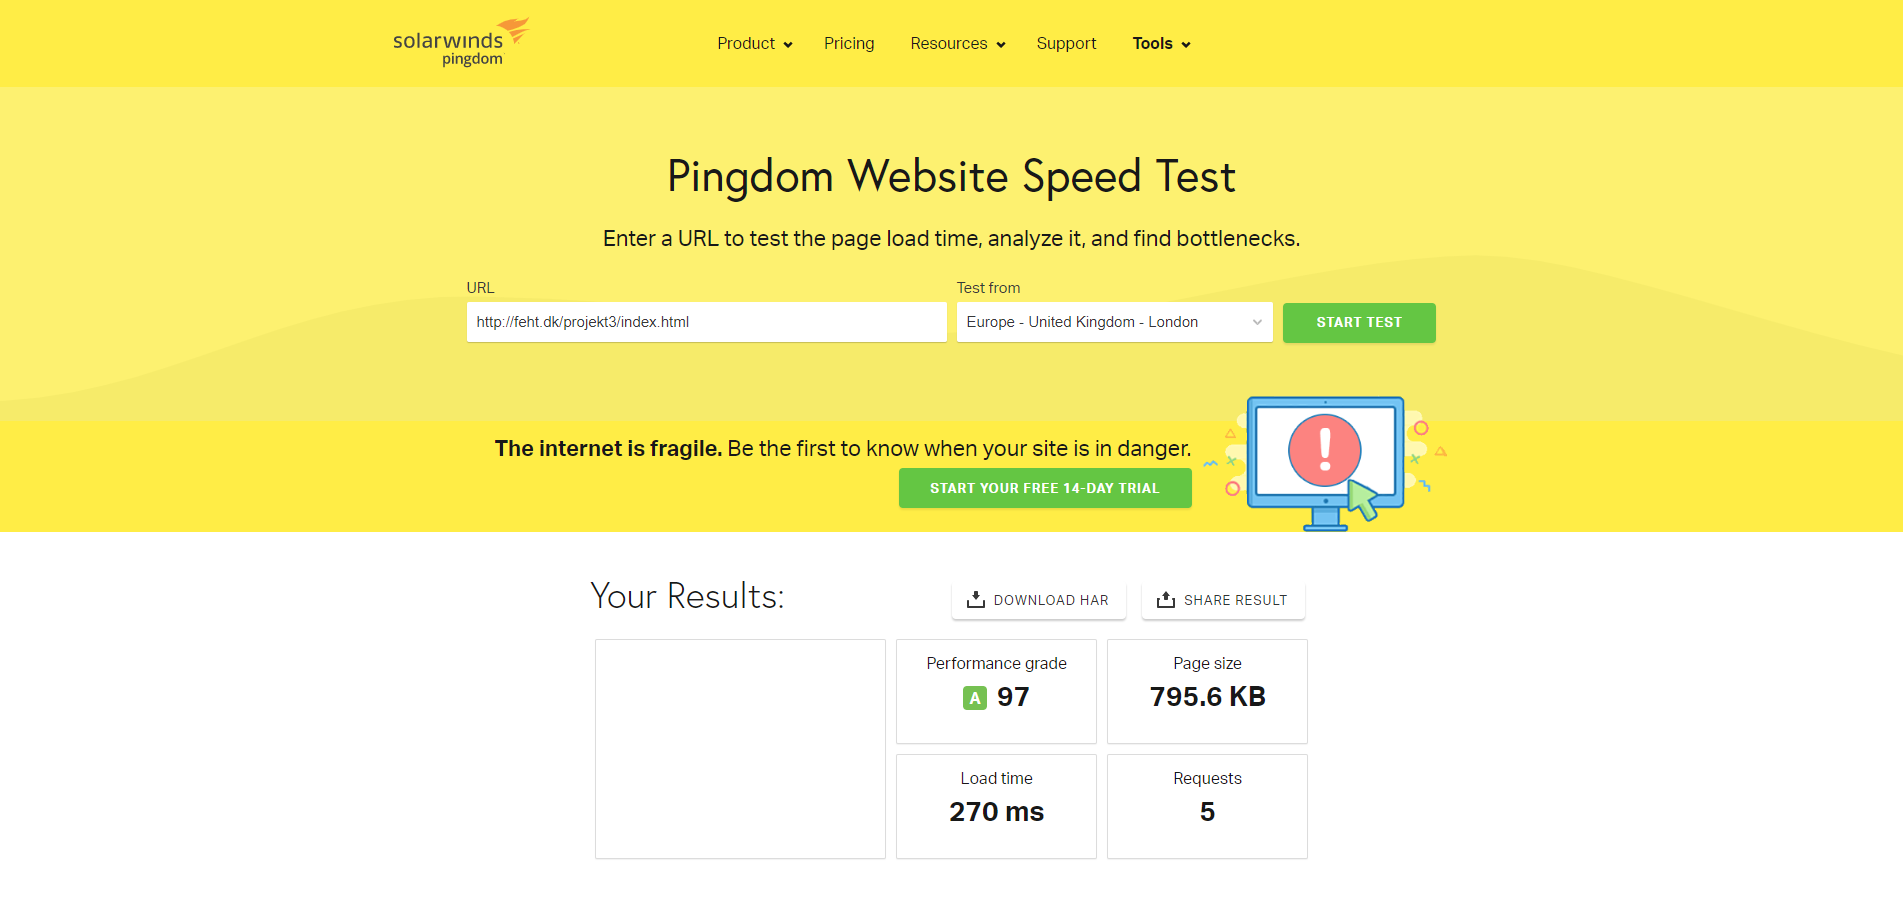 solarwinds
pingdom
Product
Pricing
Resources
Support
Tools
Pingdom Website Speed Test
Enter a URL to test the page load time, analyze it, and find bottlenecks.
URL
Test from
http://feht.dk/projekt3/index.html
Europe - United Kingdom - London
START TEST
The internet is fragile. Be the first to know when your site is in danger.
START YOUR FREE 14-DAY TRIAL
!
Your Results:
DOWNLOAD HAR
SHARE RESULT
Performance grade
A 97
Page size
795.6 KB
Load time
270 ms
Requests
5